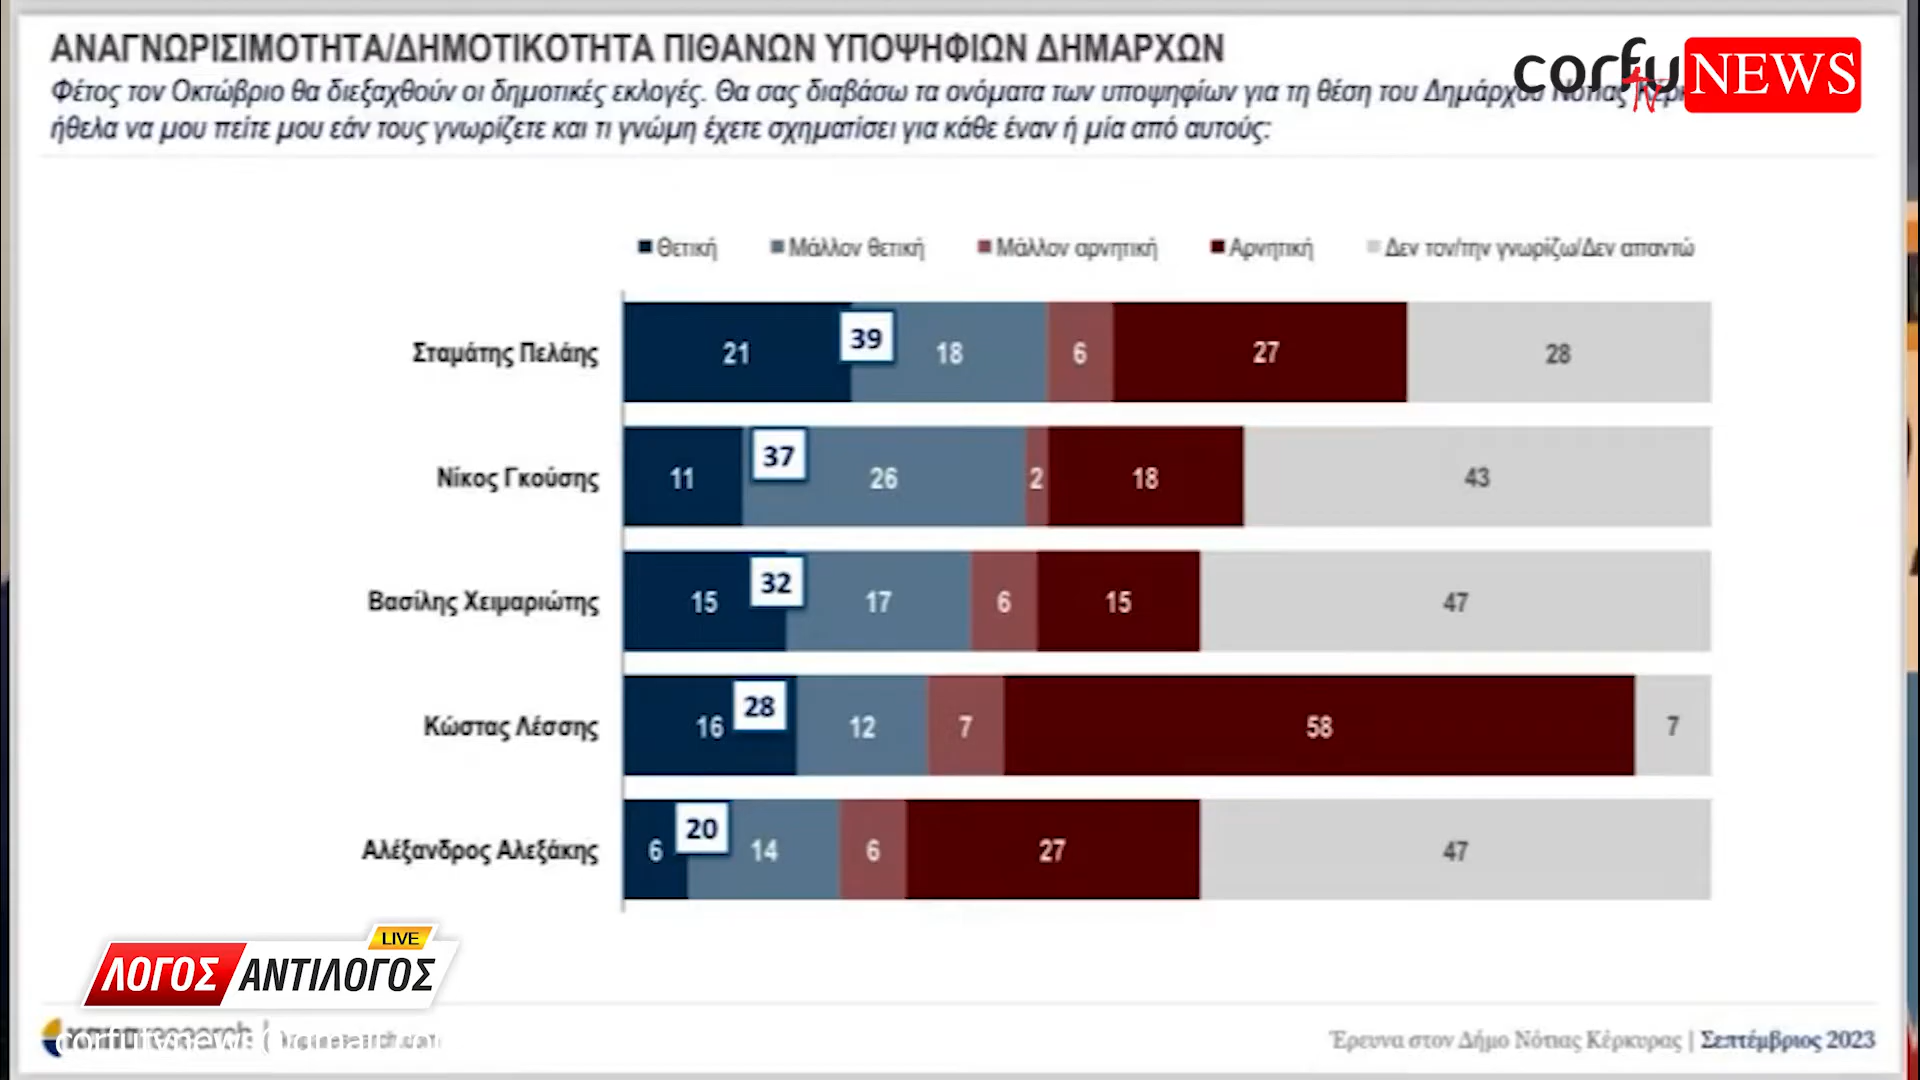 ΑΝΑΓΝΩΡΙΣΙΜΟΤΗΤΑ/ΔΗΜΟΤΙΚΟΤΗΤΑ ΠΙΘΑΝΩΝ ΥΠΟΨΗΦΙΩΝ ΔΗΜΑΡΧΩΝ
corfu NEWS
TV
Φέτος τον Οκτώβριο θα διεξαχθούν οι δημοτικές εκλογές. Θα σας διαβάσω τα ονόματα των υποψηφίων για τη θέση του Δημάρχου Νότιας
ήθελα να μου πείτε μου εάν τους γνωρίζετε και τι γνώμη έχετε σχηματίσει για κάθε έναν ή μία από αυτούς:
Θετική Μάλλον θετική Μάλλον αρνητική Αρνητική Δεν τον/την γνωρίζω/Δεν απαντώ
Σταμάτης Πελάης 21 39 18 6 27 28
Νίκος Γκούσης 11 37 26 2 18 43
Βασίλης Χειμαριώτης 15 32 17 6 15 47
Κώστας Λέσσης 16 28 12 7 58 7
Αλέξανδρος Αλεξάκης 6 20 14 6 27 47
LIVE
ΛΟΓΟΣ ΑΝΤΙΛΟΓΟΣ
Έρευνα στον Δήμο Νότιας Κέρκυρας | Σεπτέμβριος 2023